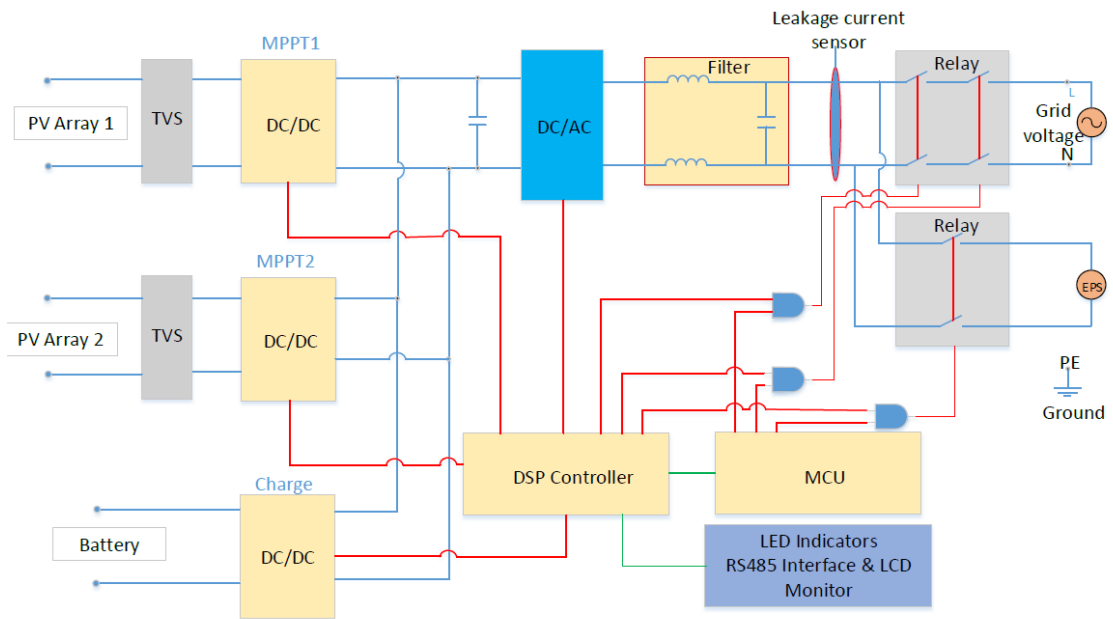 Leakage current
sensor
MPPT1
Filter
Relay
TVS
DC/DC
DC/AC
PV Array 1
L
Grid
voltage
N
Relay
MPPT2
TVS
DC/DC
PV Array 2
EPS
PE
Ground
Charge
DSP Controller
MCU
Battery
DC/DC
LED Indicators
RS485 Interface & LCD
Monitor